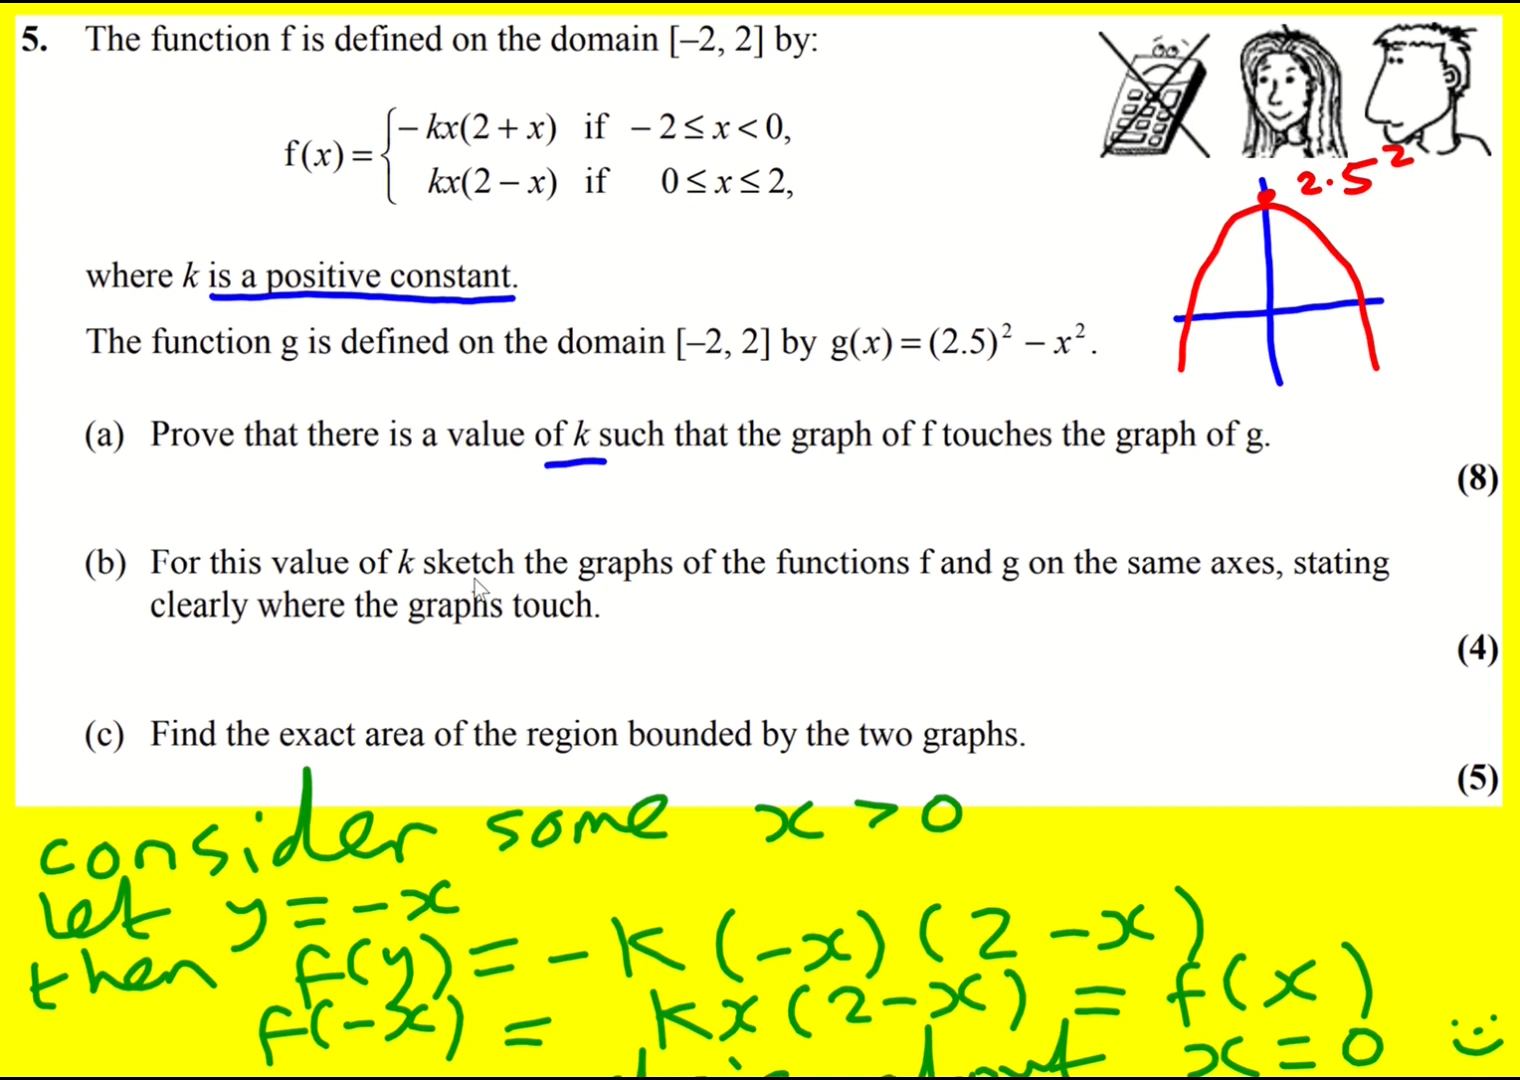 5. The function f is defined on the domain [–2, 2] by:
f(x) = { – kx(2 + x) if – 2 ≤ x < 0,
kx(2 – x) if 0 ≤ x ≤ 2,
2.5²
where k is a positive constant.
The function g is defined on the domain [–2, 2] by g(x) = (2.5)² – x².
(a) Prove that there is a value of k such that the graph of f touches the graph of g.
(8)
(b) For this value of k sketch the graphs of the functions f and g on the same axes, stating
clearly where the graphs touch.
(4)
(c) Find the exact area of the region bounded by the two graphs.
(5)
consider some x > 0
let y = – x
then f(y) = – k (–x) (2 – x)
f(–x) = kx (2 – x) = f(x)
x = 0